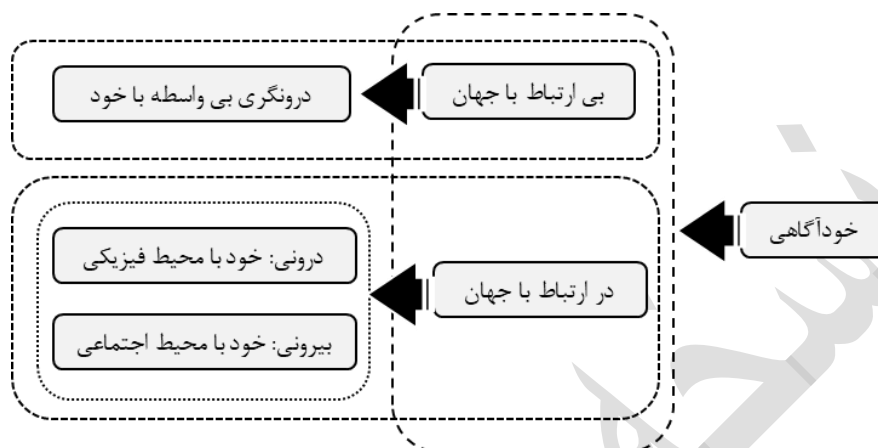 خودآگاهی
بی ارتباط با جهان
درونگری بی واسطه با خود
در ارتباط با جهان
درونی: خود با محیط فیزیکی
بیرونی: خود با محیط اجتماعی